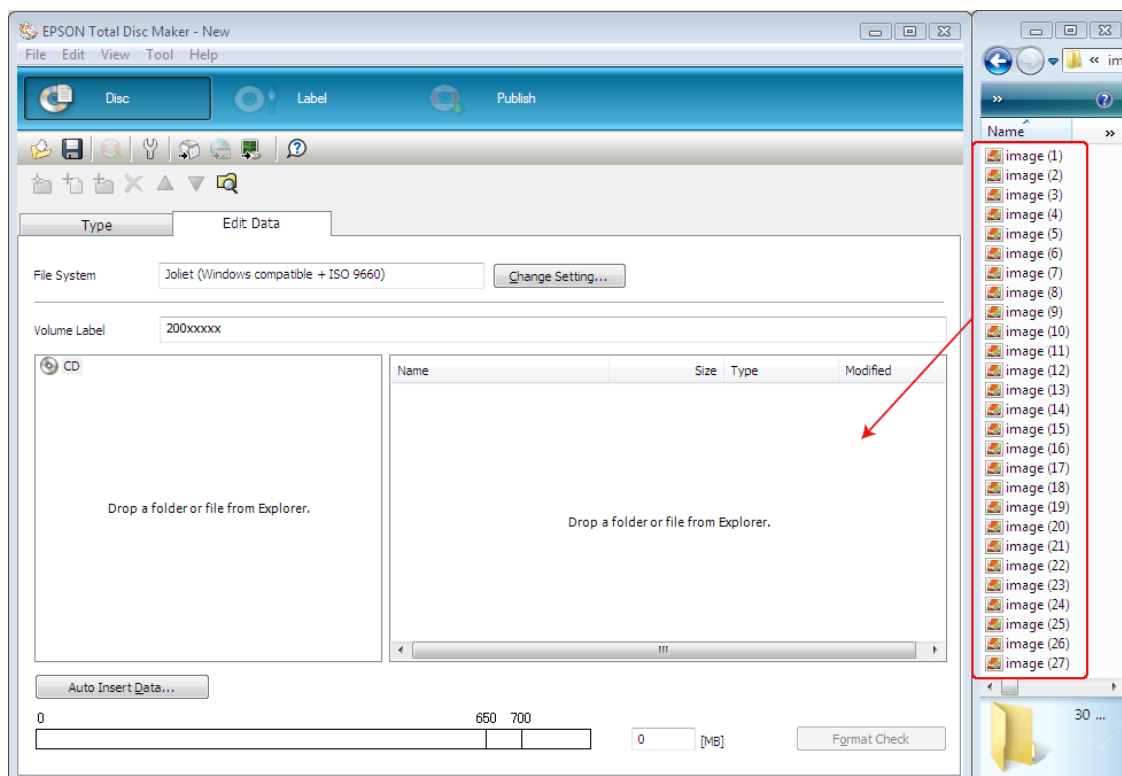 EPSON Total Disc Maker - New
File Edit View Tool Help
Disc Label Publish
Type Edit Data
File System Joliet (Windows compatible + ISO 9660) Change Setting...
Volume Label 200xxxxx
CD
Name Size Type Modified
Drop a folder or file from Explorer.
Drop a folder or file from Explorer.
Auto Insert Data...
0 650 700
0 [MB] Format Check
« im
»
Name »
image (1)
image (2)
image (3)
image (4)
image (5)
image (6)
image (7)
image (8)
image (9)
image (10)
image (11)
image (12)
image (13)
image (14)
image (15)
image (16)
image (17)
image (18)
image (19)
image (20)
image (21)
image (22)
image (23)
image (24)
image (25)
image (26)
image (27)
30 ...